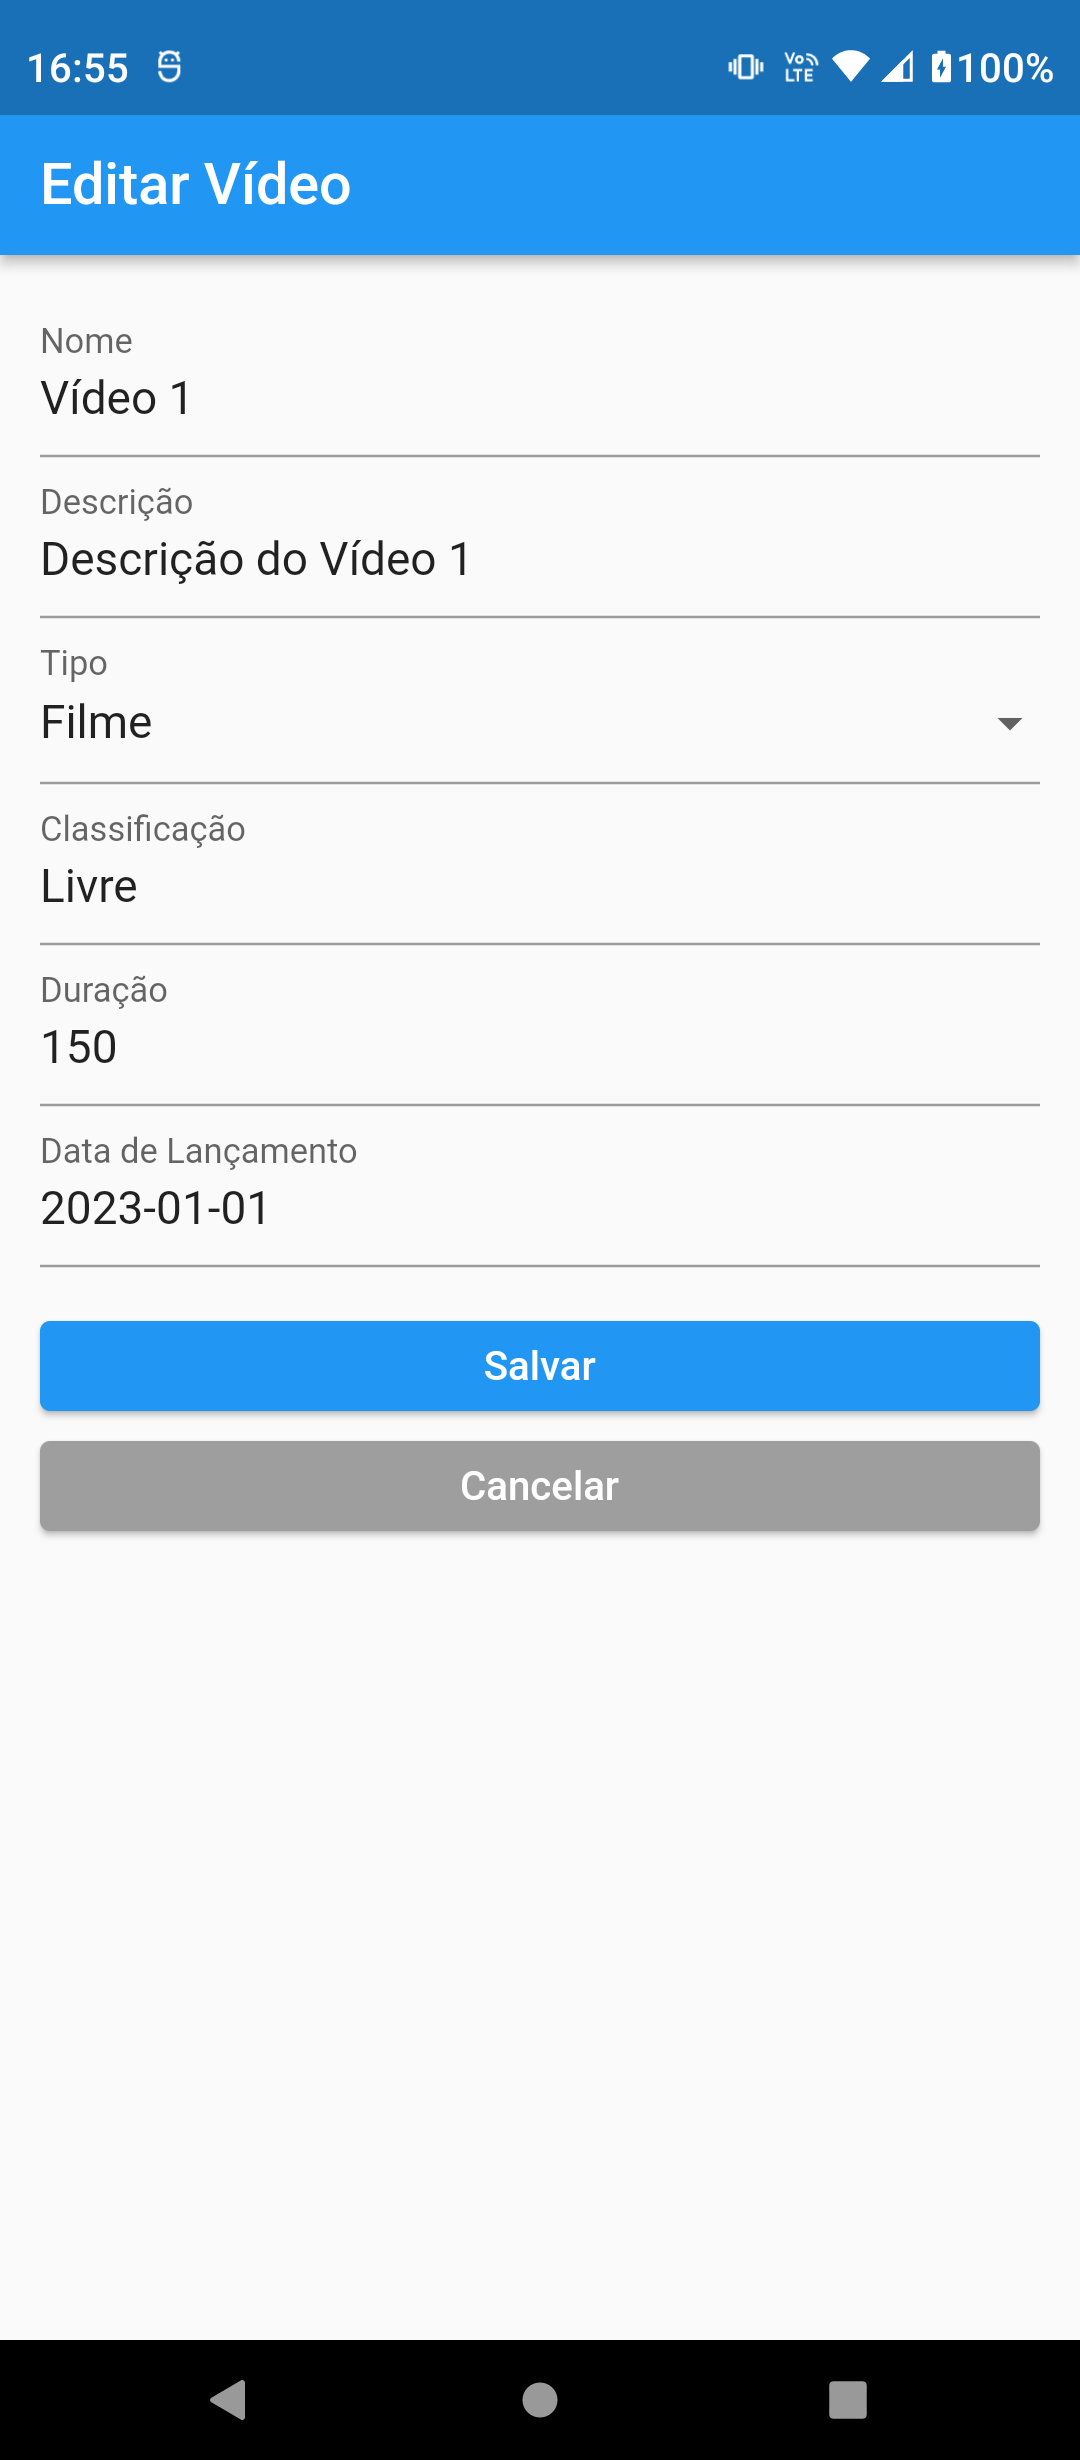 16:55
Vo LTE 100%
Editar Vídeo
Nome
Vídeo 1
Descrição
Descrição do Vídeo 1
Tipo
Filme
Classificação
Livre
Duração
150
Data de Lançamento
2023-01-01
Salvar
Cancelar